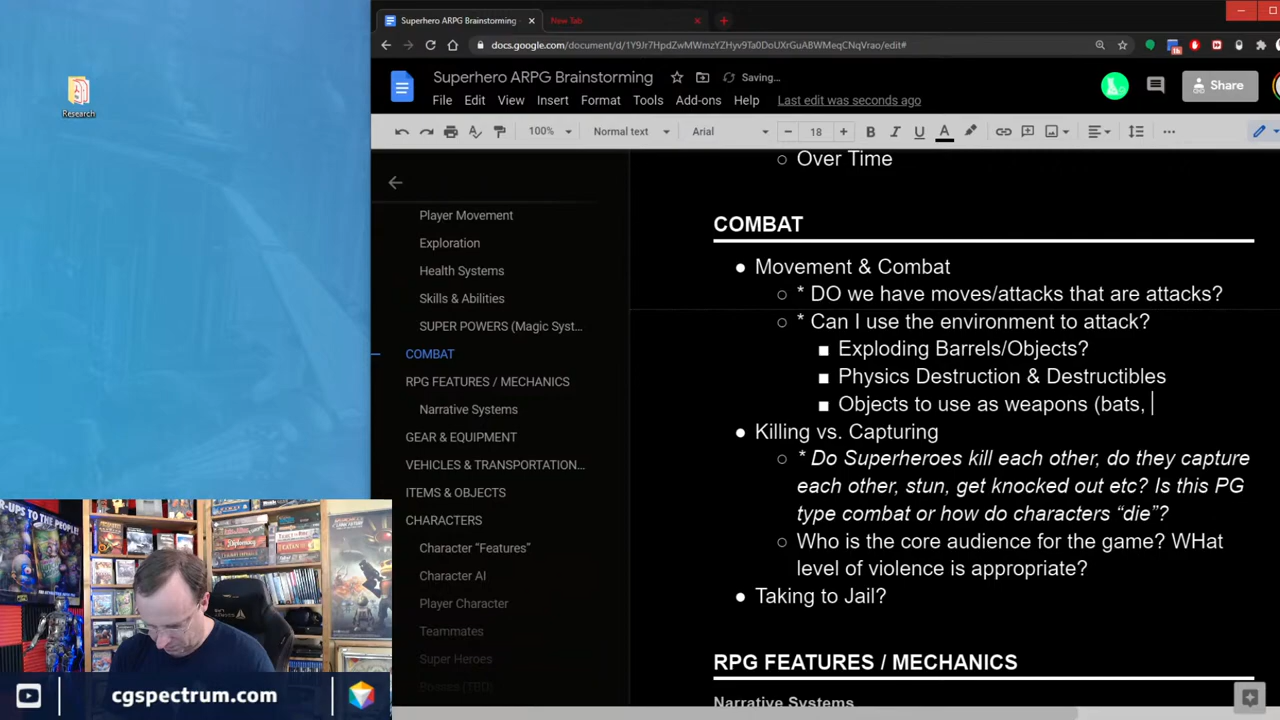 Superhero ARPG Brainstorming
New Tab
docs.google.com/document/d/1Y9Jr7HpdZwMWmzYZHyv9Ta0DoUXrGuABWMeqCNqVrao/edit#
Research
Superhero ARPG Brainstorming
Saving…
File Edit View Insert Format Tools Add-ons Help Last edit was seconds ago
Share
100% Normal text Arial 18 B I U A
Player Movement
Exploration
Health Systems
Skills & Abilities
SUPER POWERS (Magic Syst...
COMBAT
RPG FEATURES / MECHANICS
Narrative Systems
GEAR & EQUIPMENT
VEHICLES & TRANSPORTATION...
ITEMS & OBJECTS
CHARACTERS
Character “Features”
Character AI
Player Character
Teammates
Super Heroes
Bosses (TBD)
○ Over Time
COMBAT
● Movement & Combat
○ * DO we have moves/attacks that are attacks?
○ * Can I use the environment to attack?
■ Exploding Barrels/Objects?
■ Physics Destruction & Destructibles
■ Objects to use as weapons (bats,
● Killing vs. Capturing
○ * Do Superheroes kill each other, do they capture
each other, stun, get knocked out etc? Is this PG
type combat or how do characters “die”?
○ Who is the core audience for the game? WHat
level of violence is appropriate?
● Taking to Jail?
RPG FEATURES / MECHANICS
Narrative Systems
cgspectrum.com